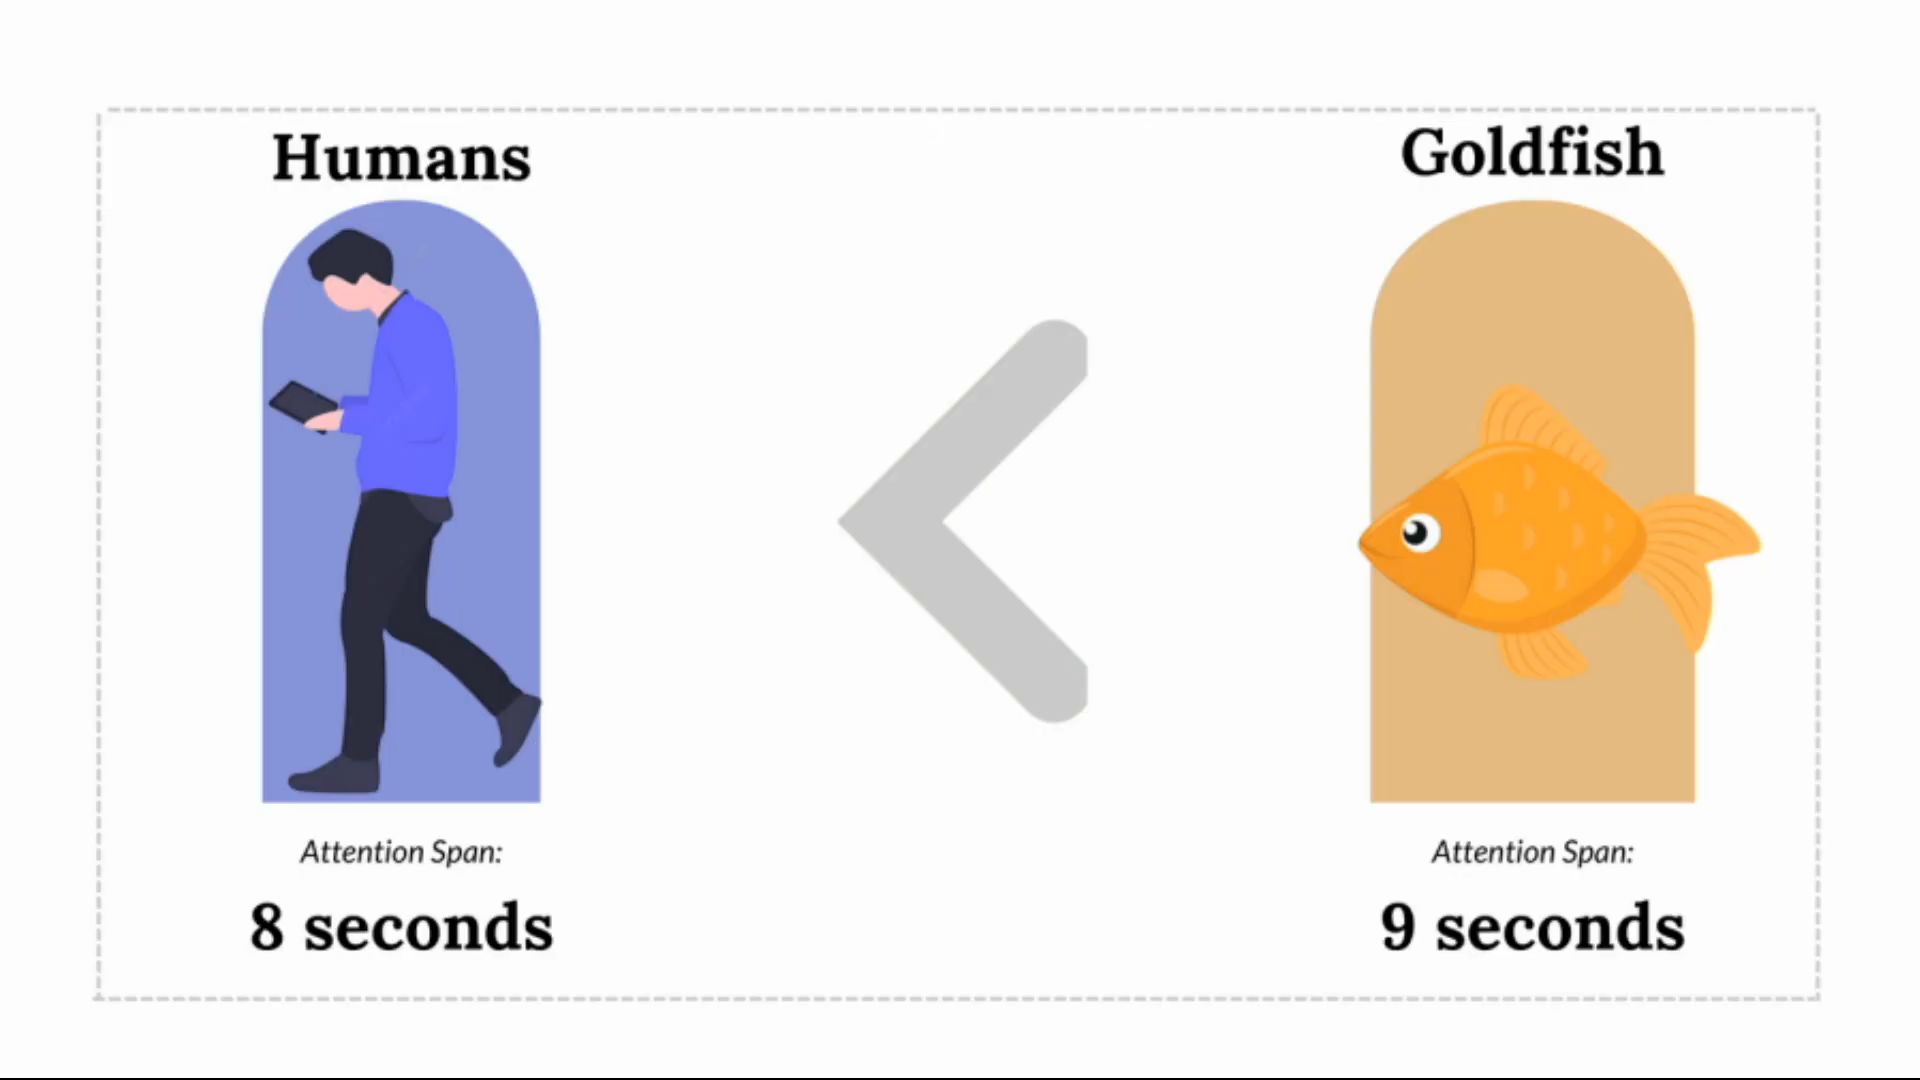 Humans
Goldfish
Attention Span:
Attention Span:
8 seconds
9 seconds